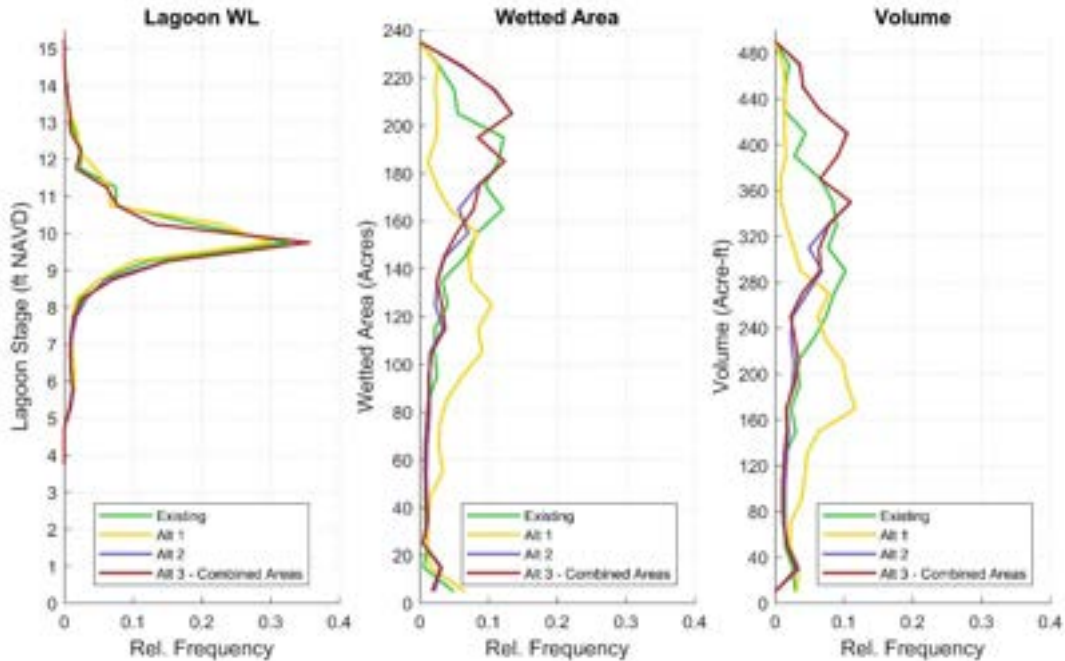 Lagoon WL
Lagoon Stage (ft NAVD)
15
14
13
12
11
10
9
8
7
6
5
4
3
2
1
0
Existing
Alt 1
Alt 2
Alt 3 - Combined Areas
0 0.1 0.2 0.3 0.4
Rel. Frequency
Wetted Area
Wetted Area (Acres)
240
220
200
180
160
140
120
100
80
60
40
20
0
Existing
Alt 1
Alt 2
Alt 3 - Combined Areas
0 0.1 0.2 0.3 0.4
Rel. Frequency
Volume
Volume (Acre-ft)
480
440
400
360
320
280
240
200
160
120
80
40
0
Existing
Alt 1
Alt 2
Alt 3 - Combined Areas
0 0.1 0.2 0.3 0.4
Rel. Frequency